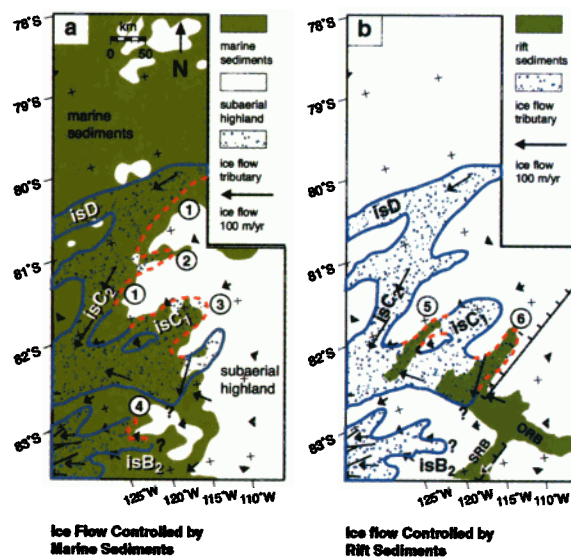 a
km
0 50
N
marine
sediments
subaerial
highland
ice flow
tributary
ice flow
100 m/yr
marine
sediments
78°S
79°S
80°S
81°S
82°S
83°S
isD
isC2
isC1
isB2
1
2
1
3
4
?
?
subaerial
highland
125°W 120°W 115°W 110°W
Ice Flow Controlled by
Marine Sediments
b
rift
sediments
ice flow
tributary
ice flow
100 m/yr
78°S
79°S
80°S
81°S
82°S
83°S
isD
isC2
isC1
isB2
5
6
?
?
ORB
SRB
125°W 120°W 115°W 110°W
Ice flow Controlled by
Rift Sediments